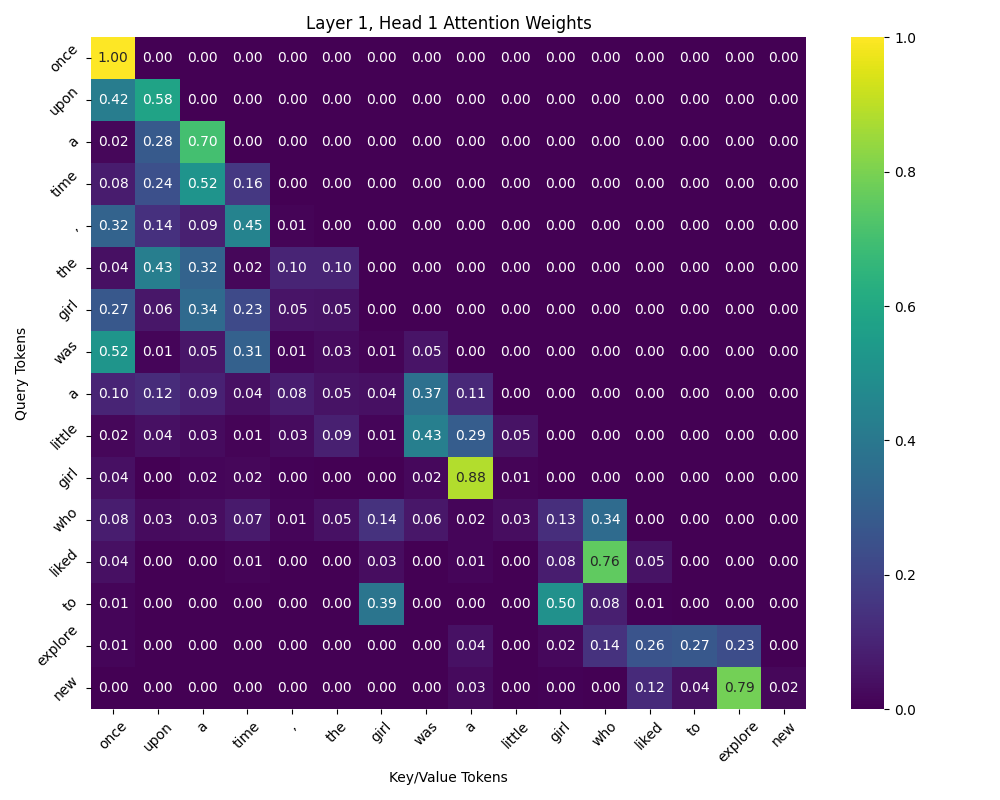 Layer 1, Head 1 Attention Weights
once 1.00 0.00 0.00 0.00 0.00 0.00 0.00 0.00 0.00 0.00 0.00 0.00 0.00 0.00 0.00 0.00
upon 0.42 0.58 0.00 0.00 0.00 0.00 0.00 0.00 0.00 0.00 0.00 0.00 0.00 0.00 0.00 0.00
a 0.02 0.28 0.70 0.00 0.00 0.00 0.00 0.00 0.00 0.00 0.00 0.00 0.00 0.00 0.00 0.00
time 0.08 0.24 0.52 0.16 0.00 0.00 0.00 0.00 0.00 0.00 0.00 0.00 0.00 0.00 0.00 0.00
, 0.32 0.14 0.09 0.45 0.01 0.00 0.00 0.00 0.00 0.00 0.00 0.00 0.00 0.00 0.00 0.00
the 0.04 0.43 0.32 0.02 0.10 0.10 0.00 0.00 0.00 0.00 0.00 0.00 0.00 0.00 0.00 0.00
girl 0.27 0.06 0.34 0.23 0.05 0.05 0.00 0.00 0.00 0.00 0.00 0.00 0.00 0.00 0.00 0.00
was 0.52 0.01 0.05 0.31 0.01 0.03 0.01 0.05 0.00 0.00 0.00 0.00 0.00 0.00 0.00 0.00
a 0.10 0.12 0.09 0.04 0.08 0.05 0.04 0.37 0.11 0.00 0.00 0.00 0.00 0.00 0.00 0.00
little 0.02 0.04 0.03 0.01 0.03 0.09 0.01 0.43 0.29 0.05 0.00 0.00 0.00 0.00 0.00 0.00
girl 0.04 0.00 0.02 0.02 0.00 0.00 0.00 0.02 0.88 0.01 0.00 0.00 0.00 0.00 0.00 0.00
who 0.08 0.03 0.03 0.07 0.01 0.05 0.14 0.06 0.02 0.03 0.13 0.34 0.00 0.00 0.00 0.00
liked 0.04 0.00 0.00 0.01 0.00 0.00 0.03 0.00 0.01 0.00 0.08 0.76 0.05 0.00 0.00 0.00
to 0.01 0.00 0.00 0.00 0.00 0.00 0.39 0.00 0.00 0.00 0.50 0.08 0.01 0.00 0.00 0.00
explore 0.01 0.00 0.00 0.00 0.00 0.00 0.00 0.00 0.04 0.00 0.02 0.14 0.26 0.27 0.23 0.00
new 0.00 0.00 0.00 0.00 0.00 0.00 0.00 0.00 0.03 0.00 0.00 0.00 0.12 0.04 0.79 0.02
once upon a time , the girl was a little girl who liked to explore new
Query Tokens
Key/Value Tokens
1.0
0.8
0.6
0.4
0.2
0.0